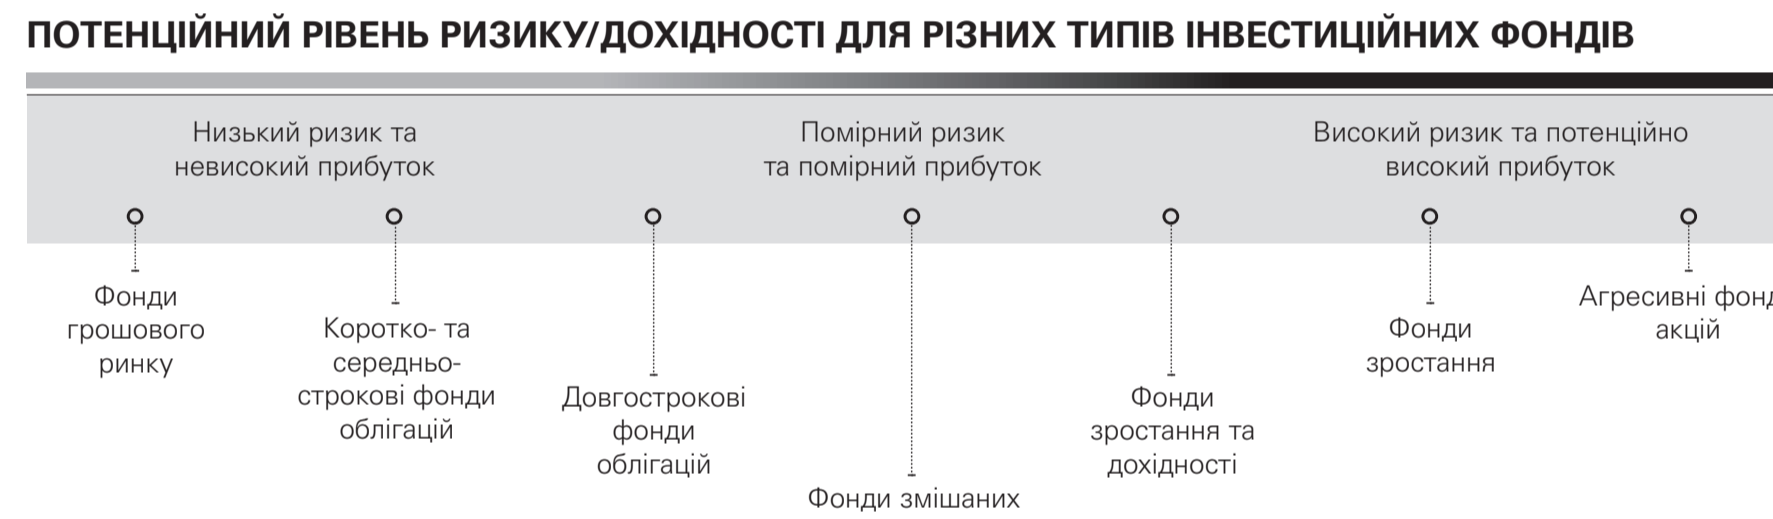 ПОТЕНЦІЙНИЙ РІВЕНЬ РИЗИКУ/ДОХІДНОСТІ ДЛЯ РІЗНИХ ТИПІВ ІНВЕСТИЦІЙНИХ ФОНДІВ
Низький ризик та
невисокий прибуток
Помірний ризик
та помірний прибуток
Високий ризик та потенційно
високий прибуток
Фонди
грошового
ринку
Коротко- та
середньо-
строкові фонди
облігацій
Довгострокові
фонди
облігацій
Фонди змішаних
Фонди
зростання та
дохідності
Фонди
зростання
Агресивні фонд
акцій